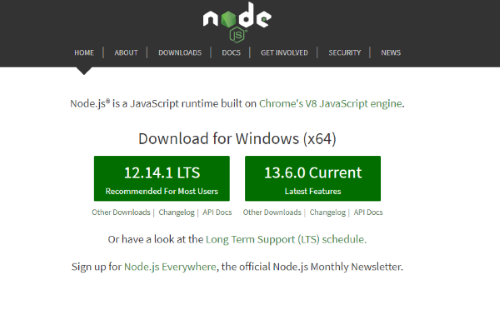 node
JS
HOME | ABOUT | DOWNLOADS | DOCS | GET INVOLVED | SECURITY | NEWS
Node.js® is a JavaScript runtime built on Chrome's V8 JavaScript engine.
Download for Windows (x64)
12.14.1 LTS
Recommended For Most Users
13.6.0 Current
Latest Features
Other Downloads | Changelog | API Docs
Other Downloads | Changelog | API Docs
Or have a look at the Long Term Support (LTS) schedule.
Sign up for Node.js Everywhere, the official Node.js Monthly Newsletter.